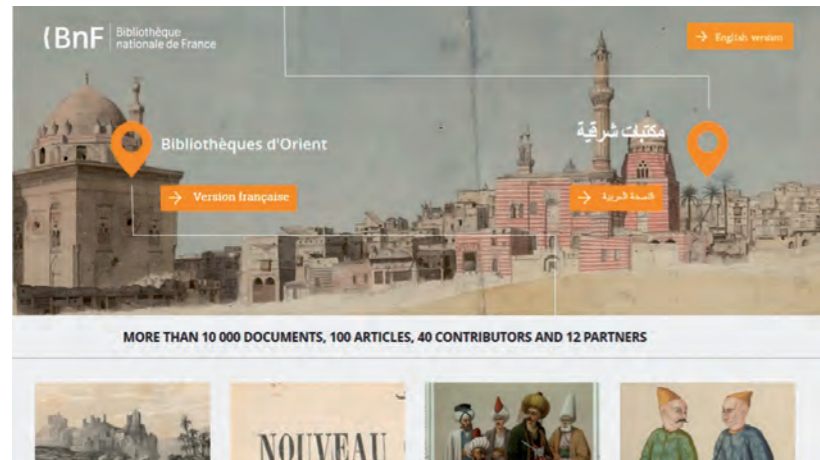 BnF
Bibliothèque
nationale de France
→ English version
Bibliothèques d'Orient
مكتبات شرقية
→ Version française
→ النسخة العربية
MORE THAN 10 000 DOCUMENTS, 100 ARTICLES, 40 CONTRIBUTORS AND 12 PARTNERS
NOUVEAU